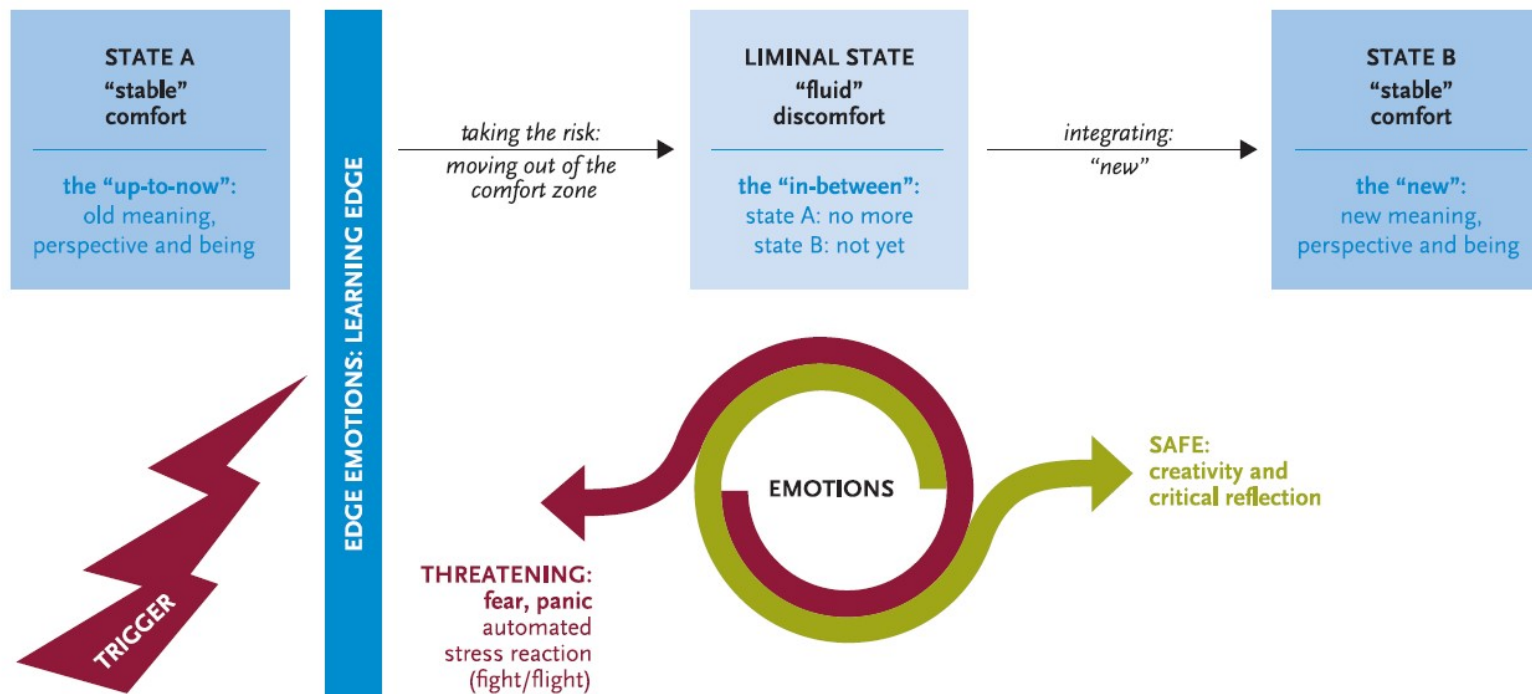 STATE A
“stable”
comfort
the “up-to-now”:
old meaning,
perspective and being
EDGE EMOTIONS: LEARNING EDGE
taking the risk:
moving out of the
comfort zone
LIMINAL STATE
“fluid”
discomfort
the “in-between”:
state A: no more
state B: not yet
integrating:
“new”
STATE B
“stable”
comfort
the “new”:
new meaning,
perspective and being
TRIGGER
THREATENING:
fear, panic
automated
stress reaction
(fight/flight)
EMOTIONS
SAFE:
creativity and
critical reflection